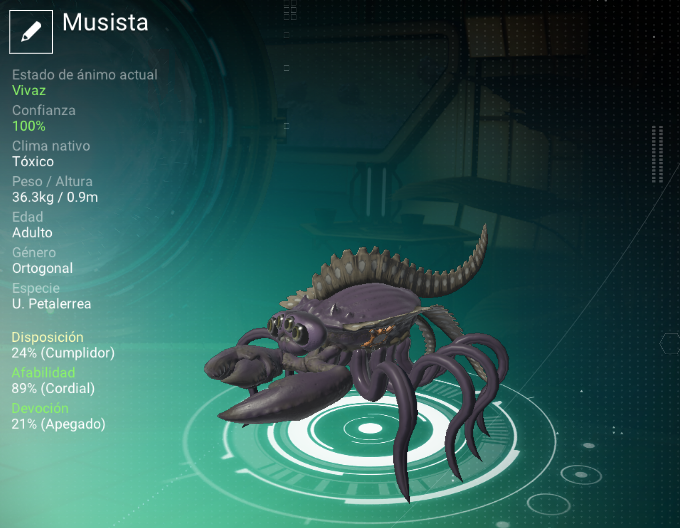 Musista
Estado de ánimo actual
Vivaz
Confianza
100%
Clima nativo
Tóxico
Peso / Altura
36.3kg / 0.9m
Edad
Adulto
Género
Ortogonal
Especie
U. Petalerrea
Disposición
24% (Cumplidor)
Afabilidad
89% (Cordial)
Devoción
21% (Apegado)